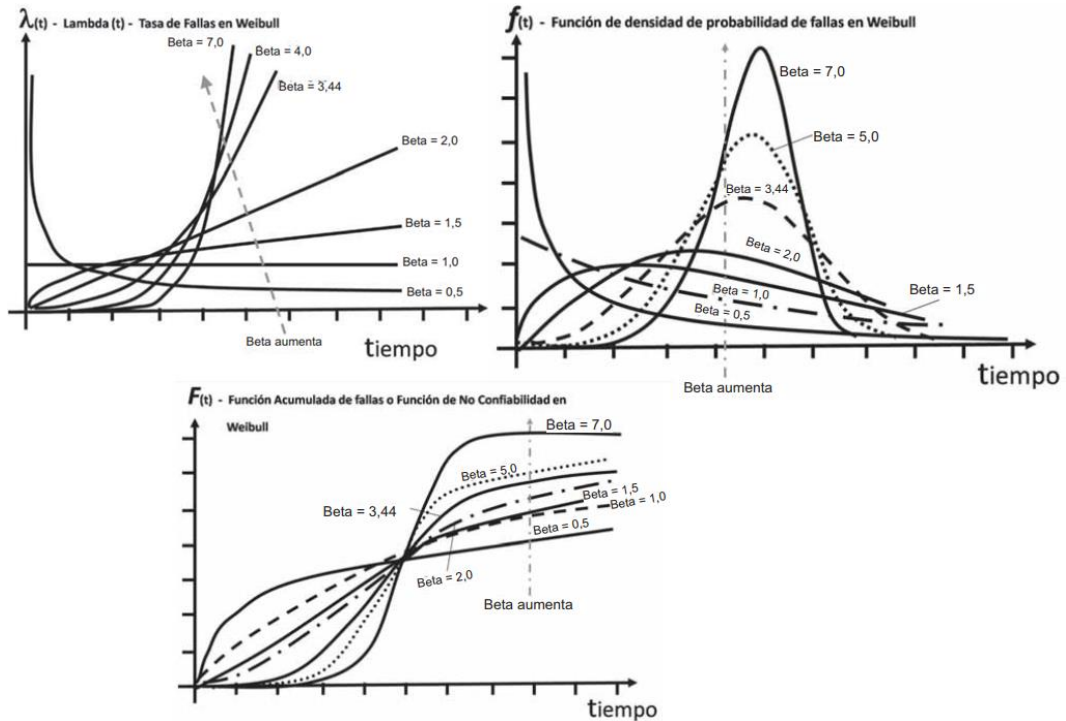 λ(t) - Lambda (t) - Tasa de Fallas en Weibull
Beta = 7,0
Beta = 4,0
Beta = 3,44
Beta = 2,0
Beta = 1,5
Beta = 1,0
Beta = 0,5
Beta aumenta
tiempo
f(t) - Función de densidad de probabilidad de fallas en Weibull
Beta = 7,0
Beta = 5,0
Beta = 3,44
Beta = 2,0
Beta = 1,5
Beta = 1,0
Beta = 0,5
Beta aumenta
tiempo
F(t) - Función Acumulada de fallas o Función de No Confiabilidad en
Weibull
Beta = 7,0
Beta = 5,0
Beta = 1,5
Beta = 1,0
Beta = 3,44
Beta = 0,5
Beta = 2,0
Beta aumenta
tiempo